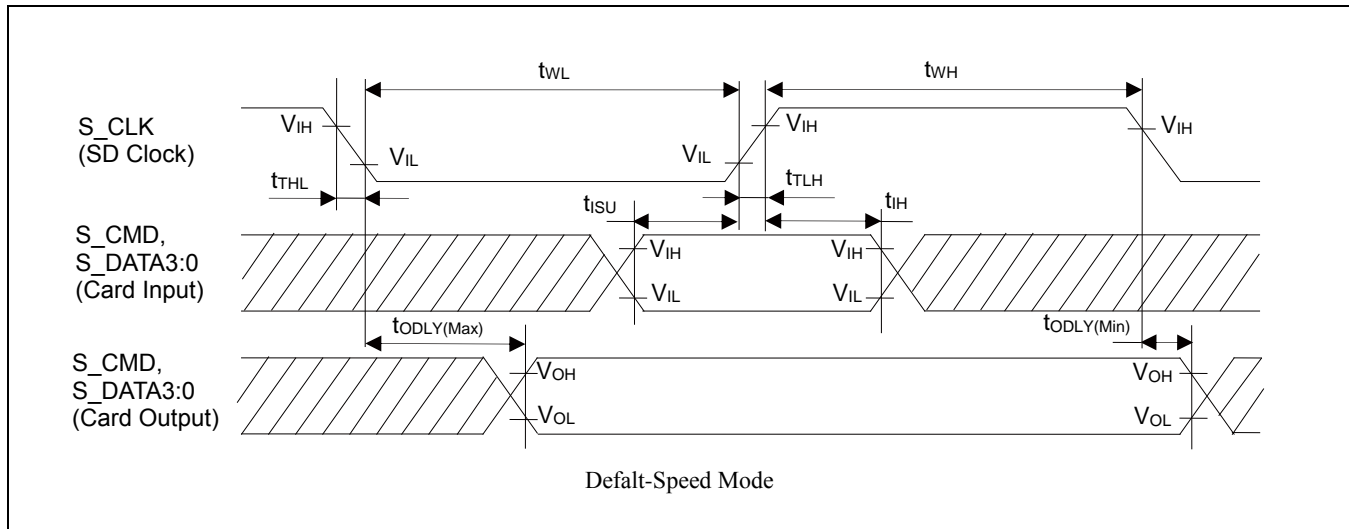 tWL
tWH
S_CLK
(SD Clock)
VIH
VIL
VIL
VIH
VIH
tTHL
tTLH
tISU
tIH
S_CMD,
S_DATA3:0
(Card Input)
VIH
VIL
VIH
VIL
tODLY(Max)
tODLY(Min)
S_CMD,
S_DATA3:0
(Card Output)
VOH
VOL
VOH
VOL
Defalt-Speed Mode